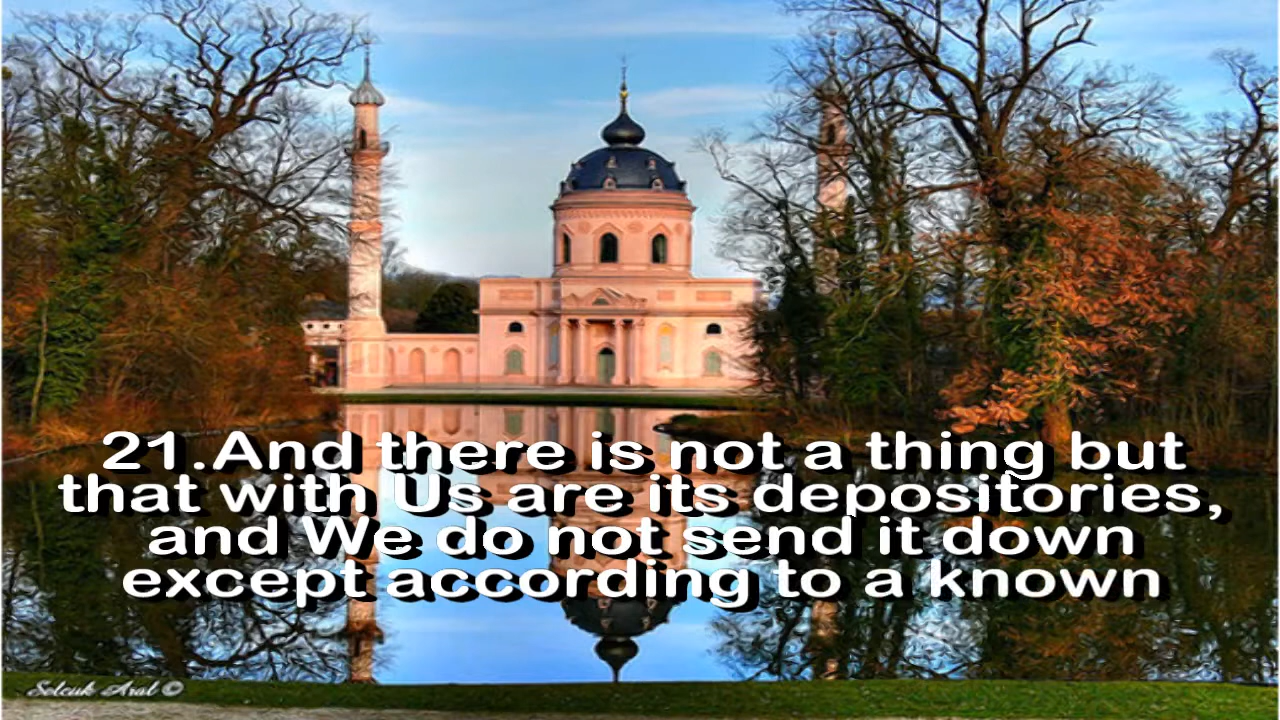 21.And there is not a thing but
that with Us are its depositories,
and We do not send it down
except according to a known
Selcuk Aral ©